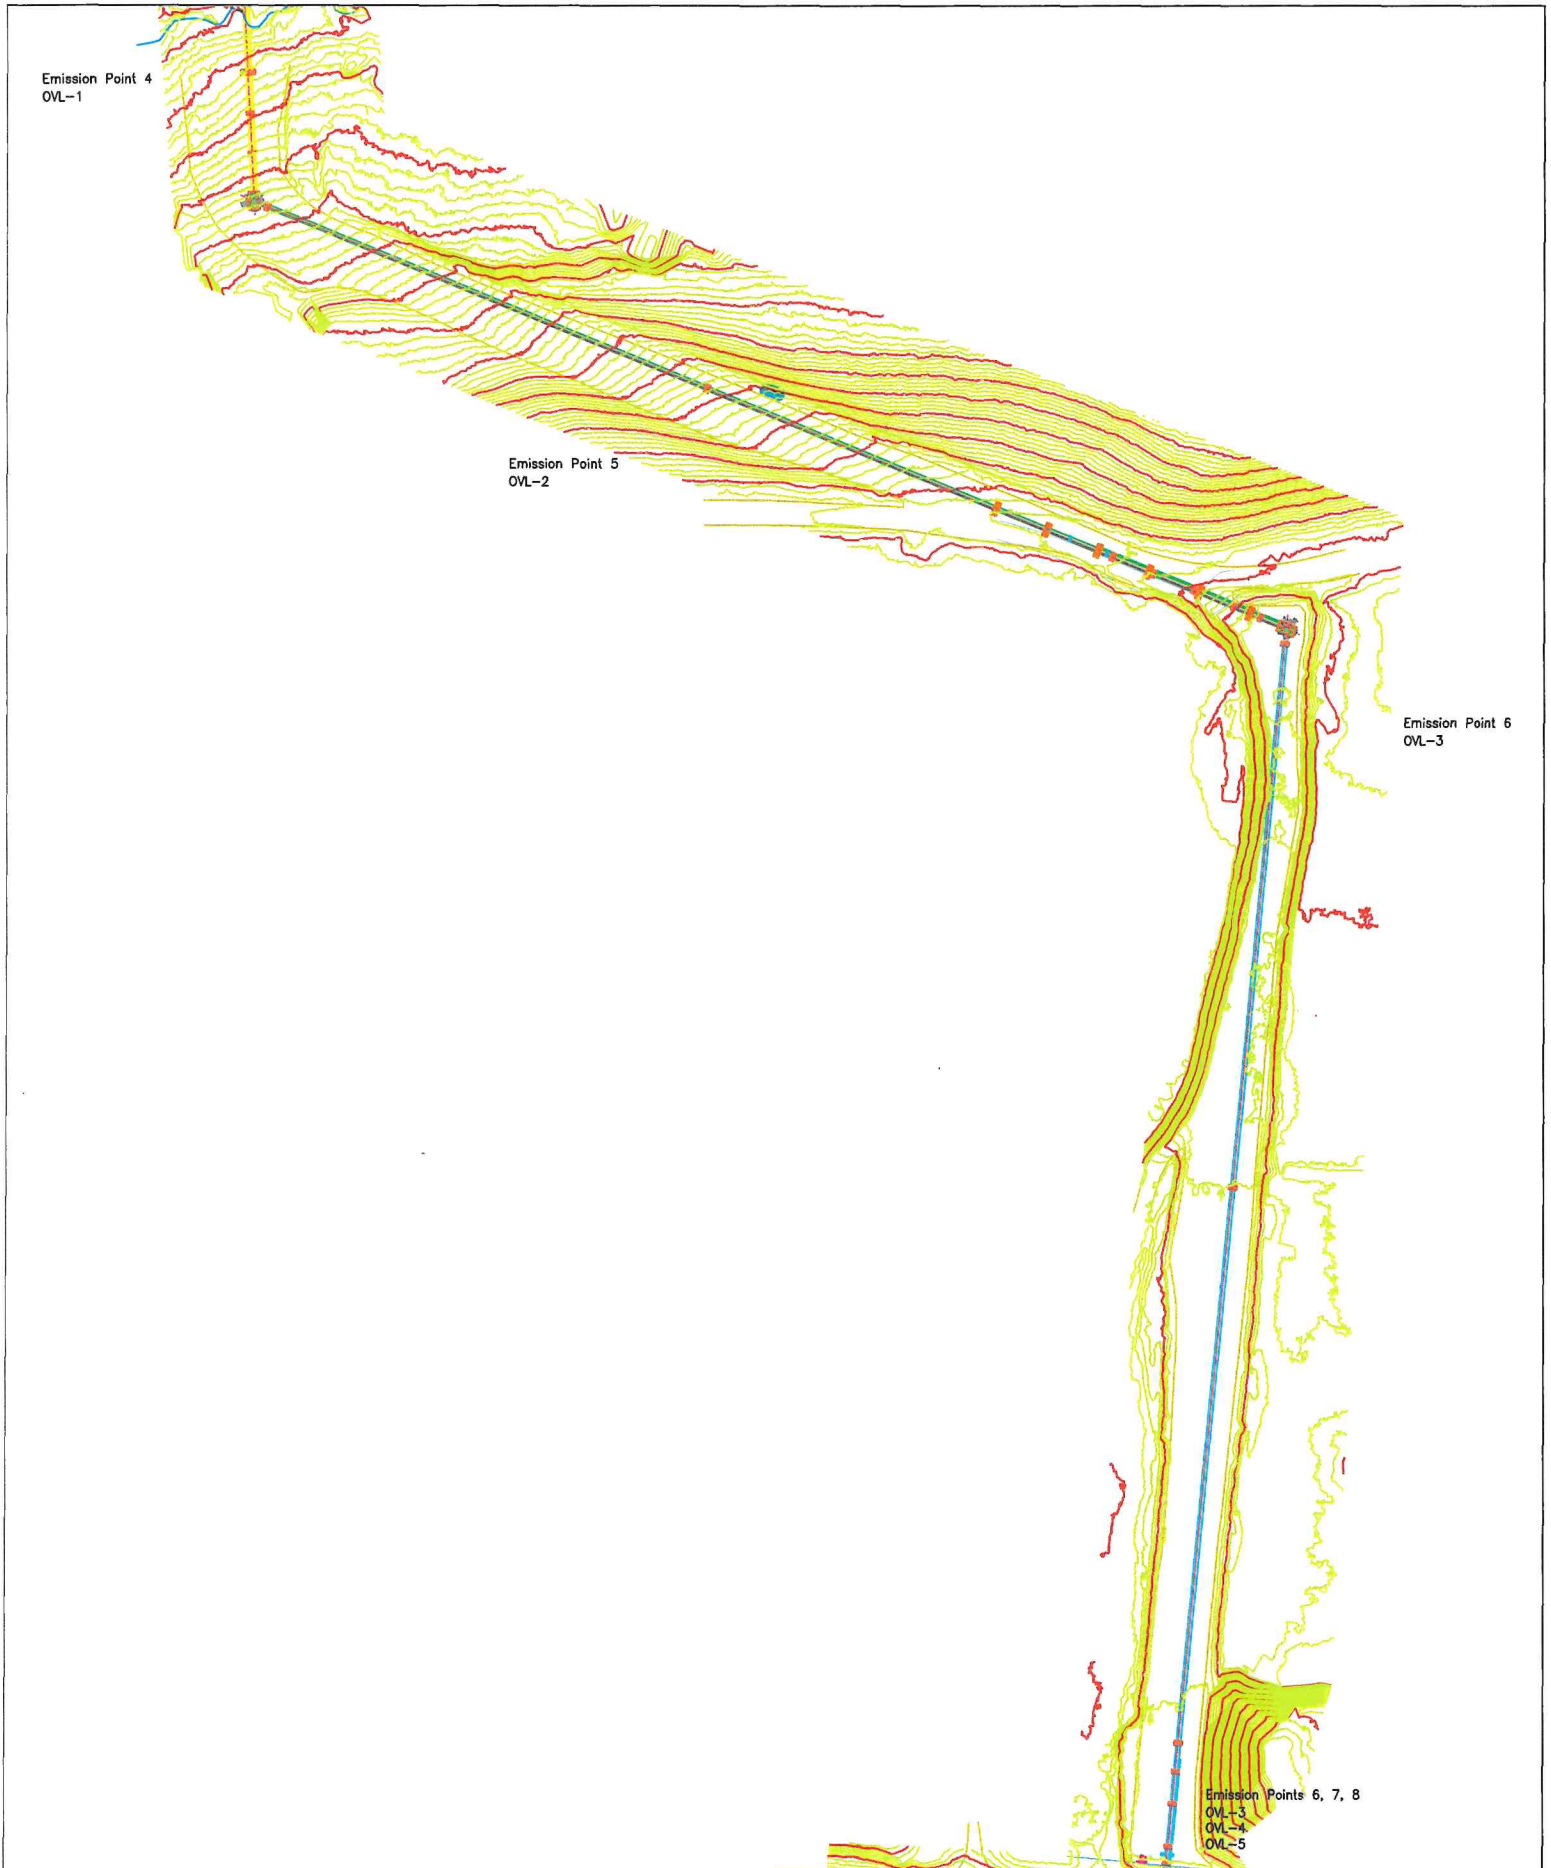 Emission Point 4
OVL-1
Emission Point 5
OVL-2
Emission Point 6
OVL-3
Emission Points 6, 7, 8
OVL-3
OVL-4
OVL-5